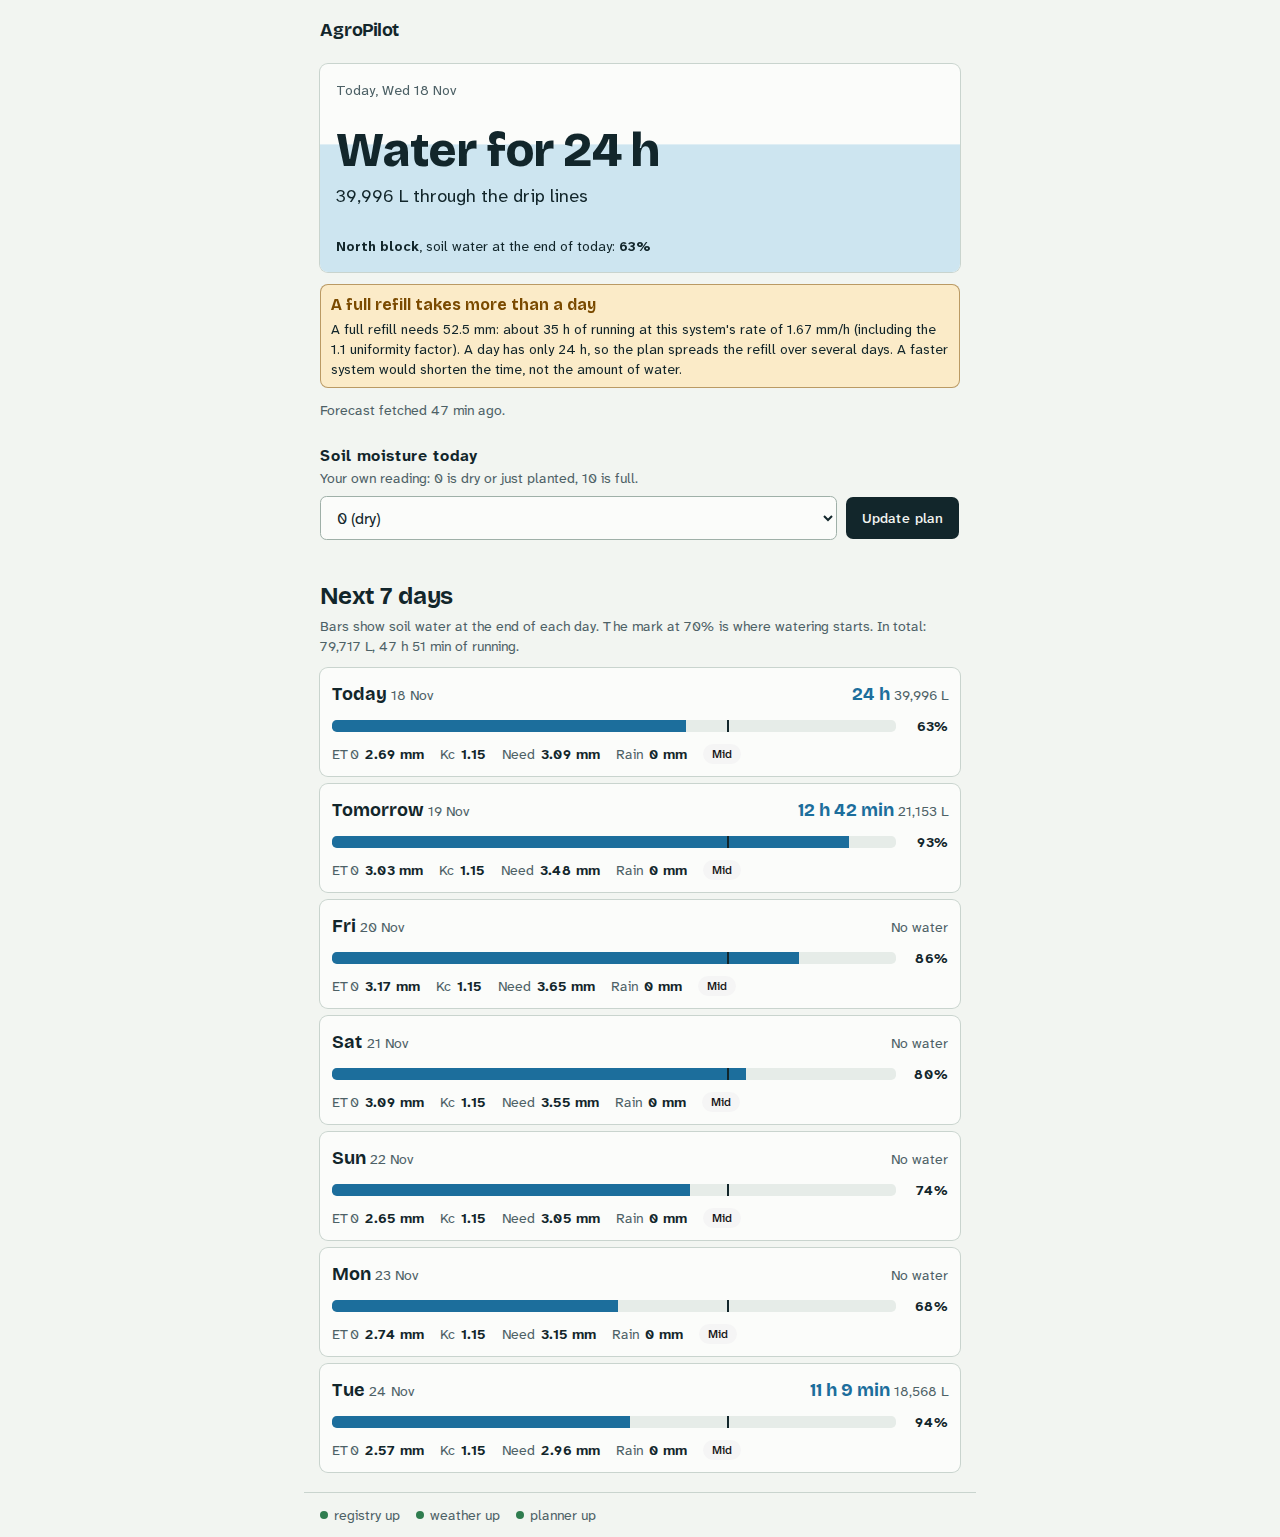 AgroPilot
Today, Wed 18 Nov
Water for 24 h
39,996 L through the drip lines
North block, soil water at the end of today: 63%
A full refill takes more than a day
A full refill needs 52.5 mm: about 35 h of running at this system's rate of 1.67 mm/h (including the
1.1 uniformity factor). A day has only 24 h, so the plan spreads the refill over several days. A faster
system would shorten the time, not the amount of water.
Forecast fetched 47 min ago.
Soil moisture today
Your own reading: 0 is dry or just planted, 10 is full.
0 (dry)
Update plan
Next 7 days
Bars show soil water at the end of each day. The mark at 70% is where watering starts. In total:
79,717 L, 47 h 51 min of running.
Today 18 Nov 24 h 39,996 L
63%
ET0 2.69 mm Kc 1.15 Need 3.09 mm Rain 0 mm Mid
Tomorrow 19 Nov 12 h 42 min 21,153 L
93%
ET0 3.03 mm Kc 1.15 Need 3.48 mm Rain 0 mm Mid
Fri 20 Nov No water
86%
ET0 3.17 mm Kc 1.15 Need 3.65 mm Rain 0 mm Mid
Sat 21 Nov No water
80%
ET0 3.09 mm Kc 1.15 Need 3.55 mm Rain 0 mm Mid
Sun 22 Nov No water
74%
ET0 2.65 mm Kc 1.15 Need 3.05 mm Rain 0 mm Mid
Mon 23 Nov No water
68%
ET0 2.74 mm Kc 1.15 Need 3.15 mm Rain 0 mm Mid
Tue 24 Nov 11 h 9 min 18,568 L
94%
ET0 2.57 mm Kc 1.15 Need 2.96 mm Rain 0 mm Mid
registry up weather up planner up